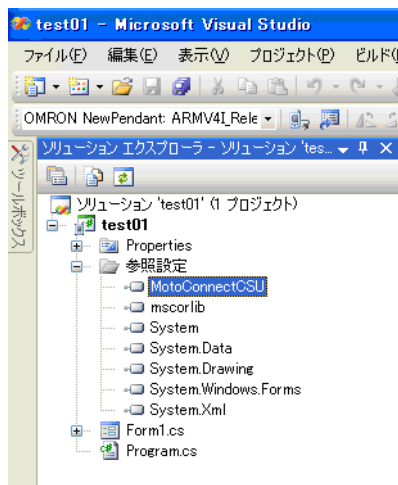 test01 - Microsoft Visual Studio
ファイル(F) 編集(E) 表示(V) プロジェクト(P) ビルド(
OMRON NewPendant: ARMV4I_Rele
ソリューション エクスプローラ - ソリューション 'tes...
ツールボックス
ソリューション 'test01' (1 プロジェクト)
test01
Properties
参照設定
MotoConnectCSU
mscorlib
System
System.Data
System.Drawing
System.Windows.Forms
System.Xml
Form1.cs
Program.cs